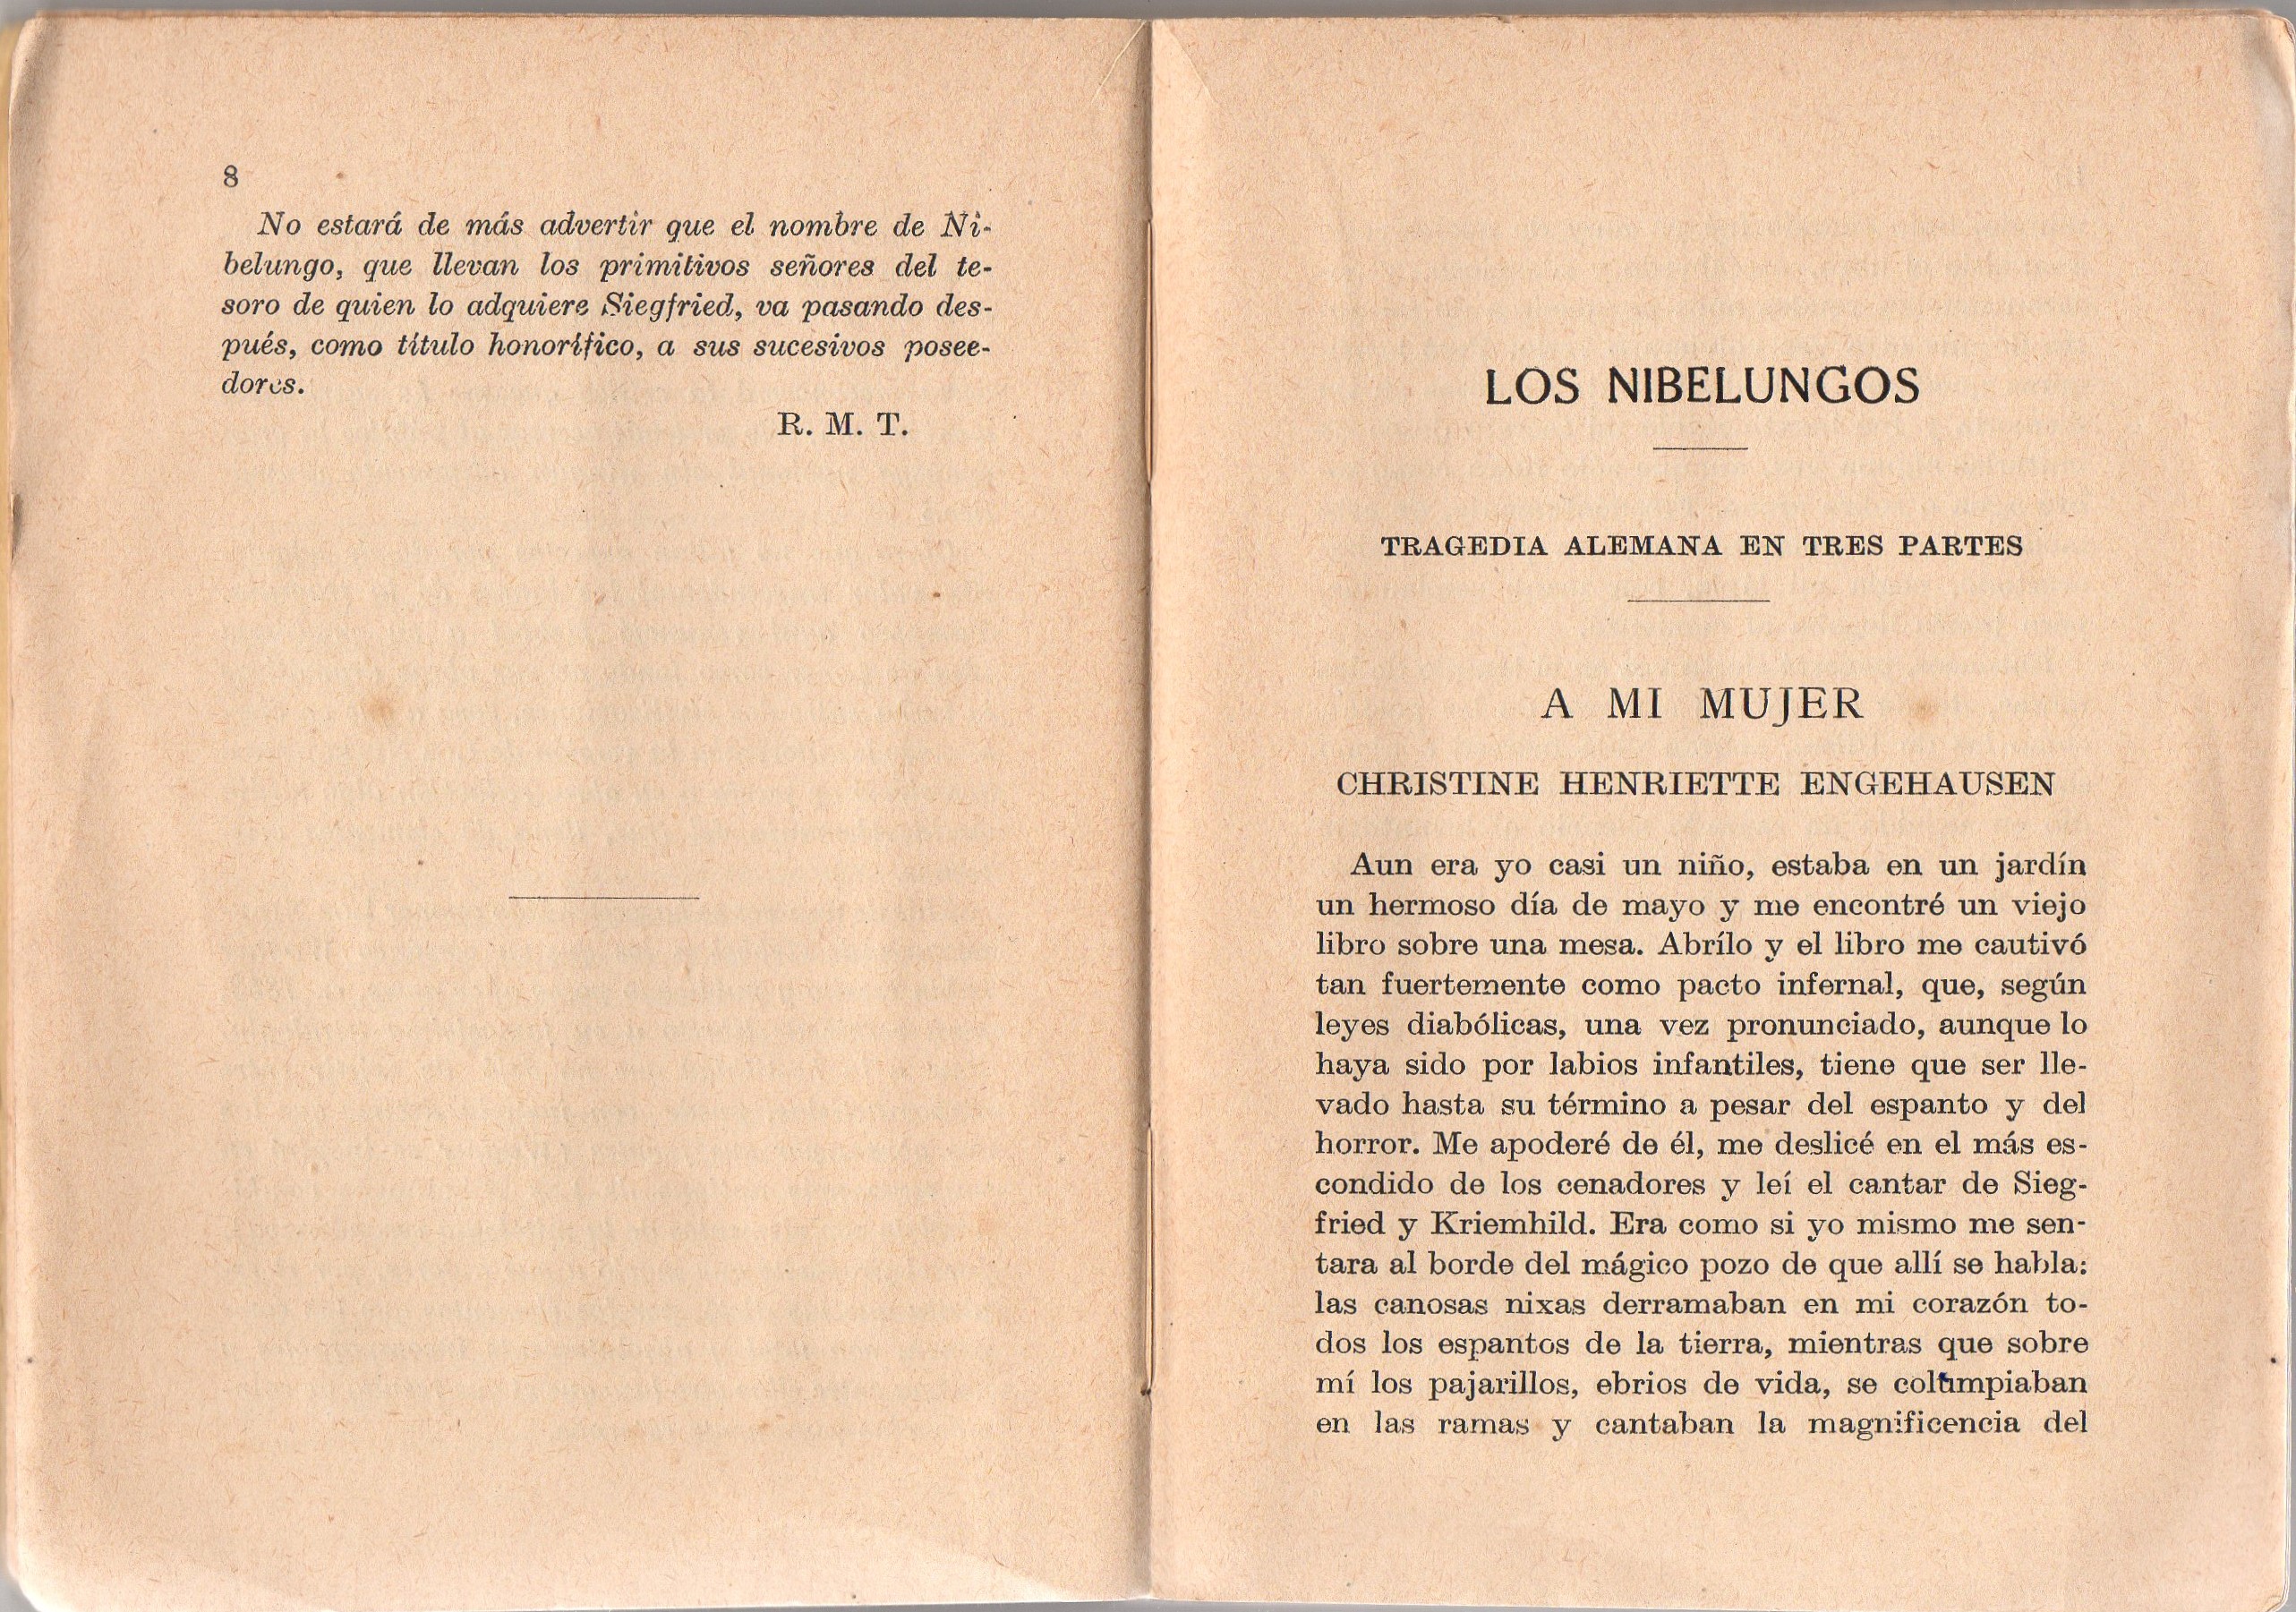 8
No estará de más advertir que el nombre de Ni-
belungo, que llevan los primitivos señores del te-
soro de quien lo adquiere Siegfried, va pasando des-
pués, como título honorífico, a sus sucesivos posee-
dores.
R. M. T.
LOS NIBELUNGOS
TRAGEDIA ALEMANA EN TRES PARTES
A MI MUJER
CHRISTINE HENRIETTE ENGEHAUSEN
Aun era yo casi un niño, estaba en un jardín
un hermoso día de mayo y me encontré un viejo
libro sobre una mesa. Abrílo y el libro me cautivó
tan fuertemente como pacto infernal, que, según
leyes diabólicas, una vez pronunciado, aunque lo
haya sido por labios infantiles, tiene que ser lle-
vado hasta su término a pesar del espanto y del
horror. Me apoderé de él, me deslicé en el más es-
condido de los cenadores y leí el cantar de Sieg-
fried y Kriemhild. Era como si yo mismo me sen-
tara al borde del mágico pozo de que allí se habla:
las canosas nixas derramaban en mi corazón to-
dos los espantos de la tierra, mientras que sobre
mí los pajarillos, ebrios de vida, se columpiaban
en las ramas y cantaban la magnificencia del